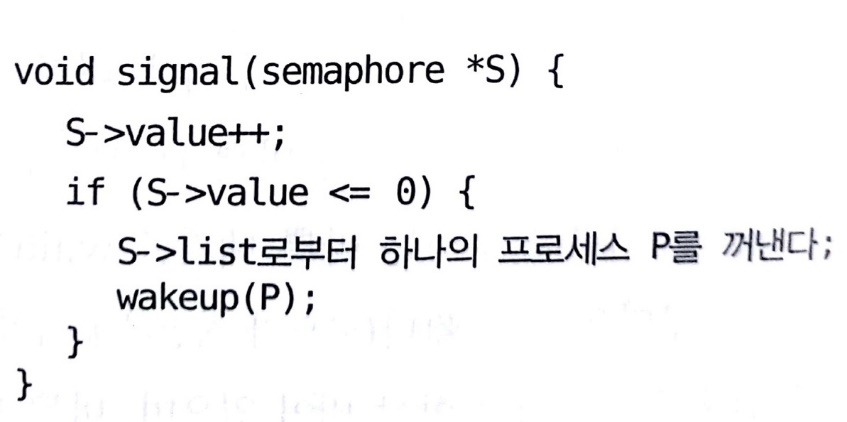 void signal(semaphore *S) {
S->value++;
if (S->value <= 0) {
S->list로부터 하나의 프로세스 P를 꺼낸다;
wakeup(P);
}
}